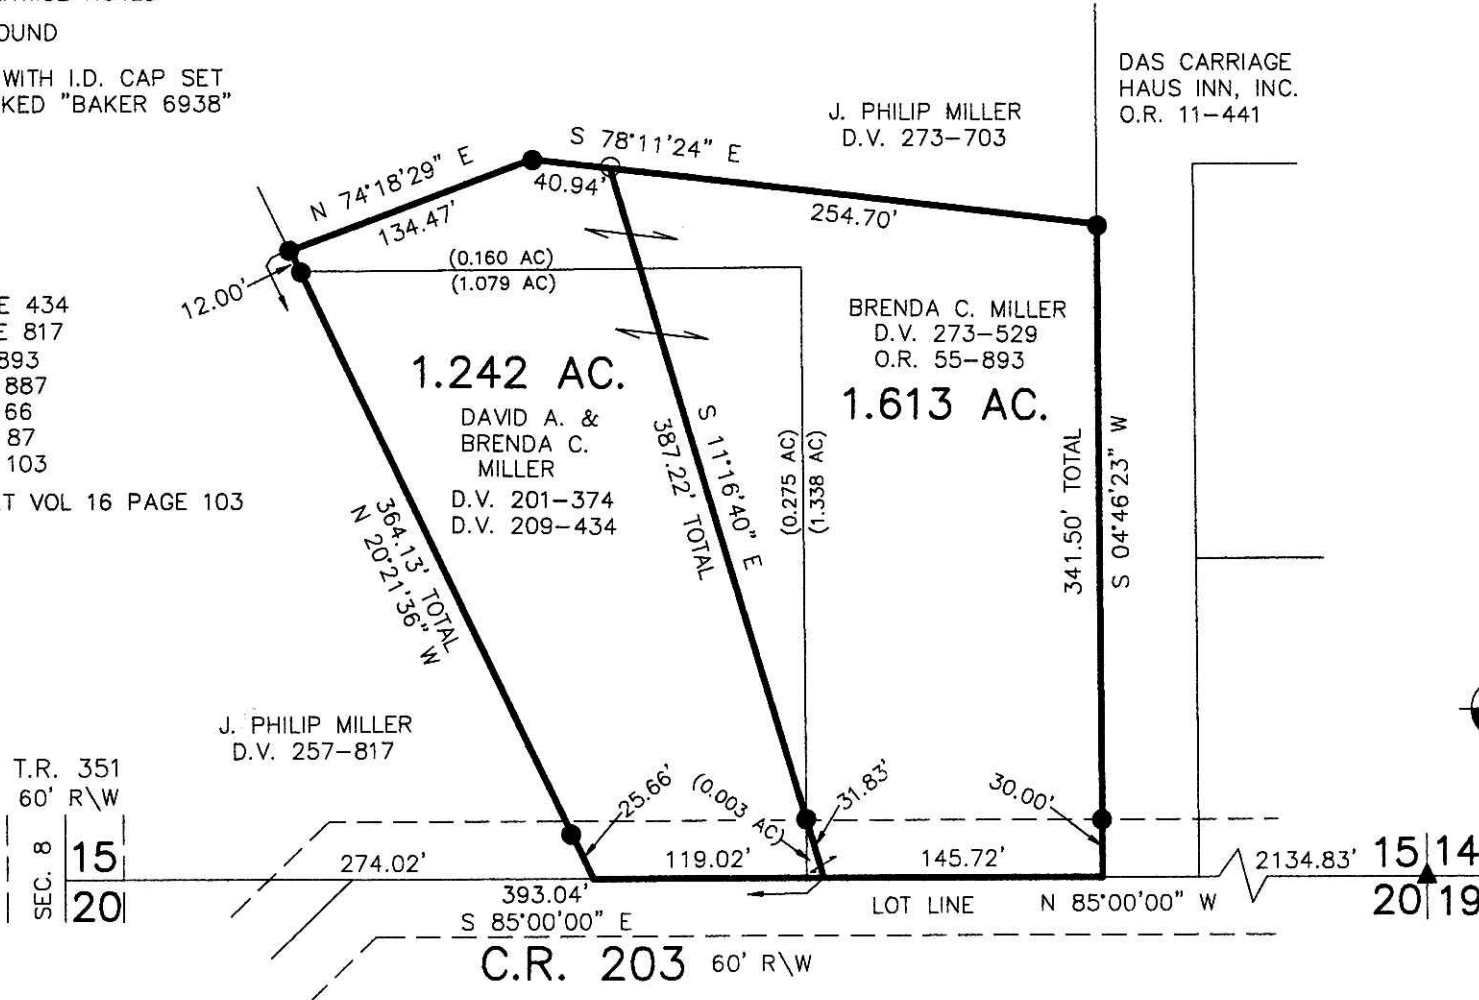 OUND
WITH I.D. CAP SET
KED "BAKER 6938"
DAS CARRIAGE
HAUS INN, INC.
O.R. 11-441
J. PHILIP MILLER
D.V. 273-703
S 78°11'24" E
40.94'
254.70'
N 74°18'29" E
134.47'
12.00'
(0.160 AC)
(1.079 AC)
E 434
E 817
893
887
66
87
103
T VOL 16 PAGE 103
1.242 AC.
DAVID A. &
BRENDA C.
MILLER
D.V. 201-374
D.V. 209-434
BRENDA C. MILLER
D.V. 273-529
O.R. 55-893
1.613 AC.
S 11°16'40" E
387.22' TOTAL
(0.275 AC)
(1.338 AC)
341.50' TOTAL
S 04°46'23" W
364.13' TOTAL
N 20°21'36" W
J. PHILIP MILLER
D.V. 257-817
T.R. 351
60' R\W
SEC. 8
15
20
25.66'
(0.003 AC)
31.83'
30.00'
274.02'
119.02'
145.72'
2134.83'
15 14
20 19
393.04'
S 85°00'00" E
LOT LINE
N 85°00'00" W
C.R. 203 60' R\W